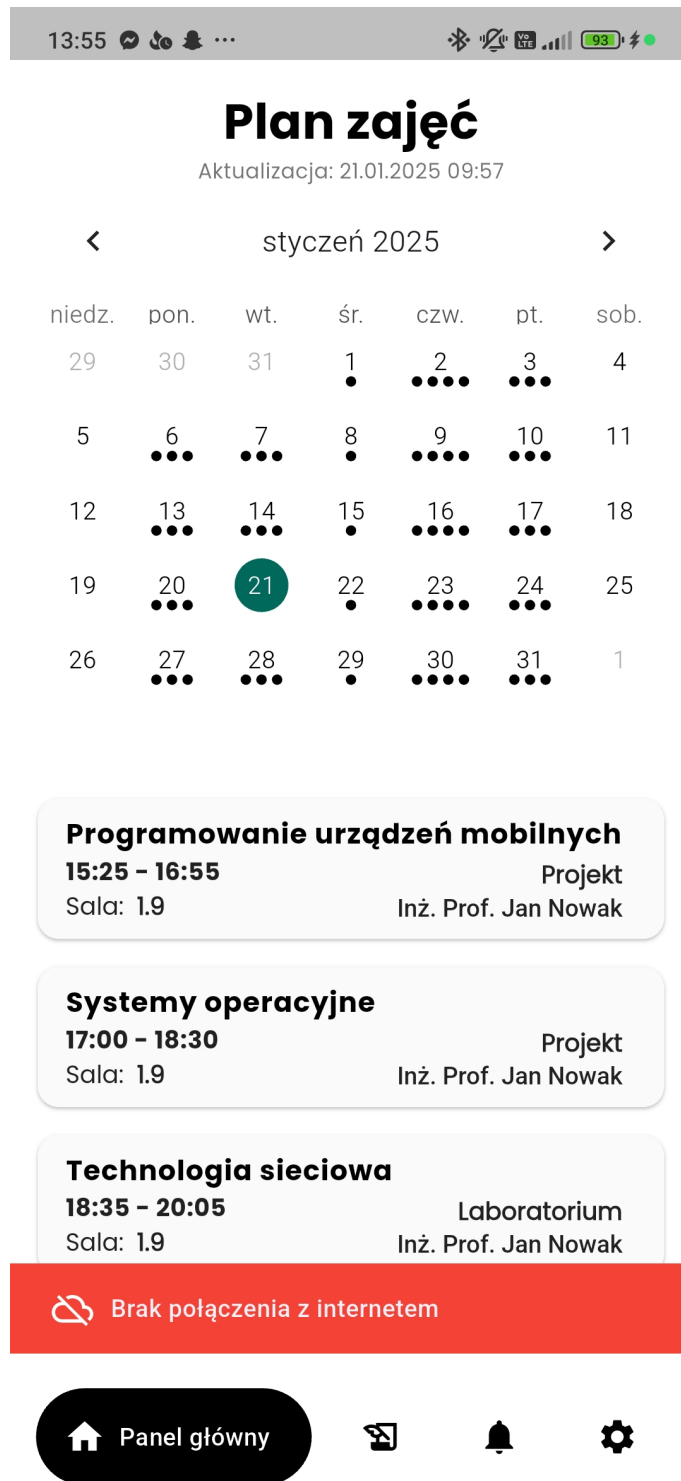 13:55 ... Vo LTE 93
Plan zajęć
Aktualizacja: 21.01.2025 09:57
styczeń 2025
niedz. pon. wt. śr. czw. pt. sob.
29 30 31 1 2 3 4
5 6 7 8 9 10 11
12 13 14 15 16 17 18
19 20 21 22 23 24 25
26 27 28 29 30 31 1
Programowanie urządzeń mobilnych
15:25 - 16:55 Projekt
Sala: 1.9 Inż. Prof. Jan Nowak
Systemy operacyjne
17:00 - 18:30 Projekt
Sala: 1.9 Inż. Prof. Jan Nowak
Technologia sieciowa
18:35 - 20:05 Laboratorium
Sala: 1.9 Inż. Prof. Jan Nowak
Brak połączenia z internetem
Panel główny